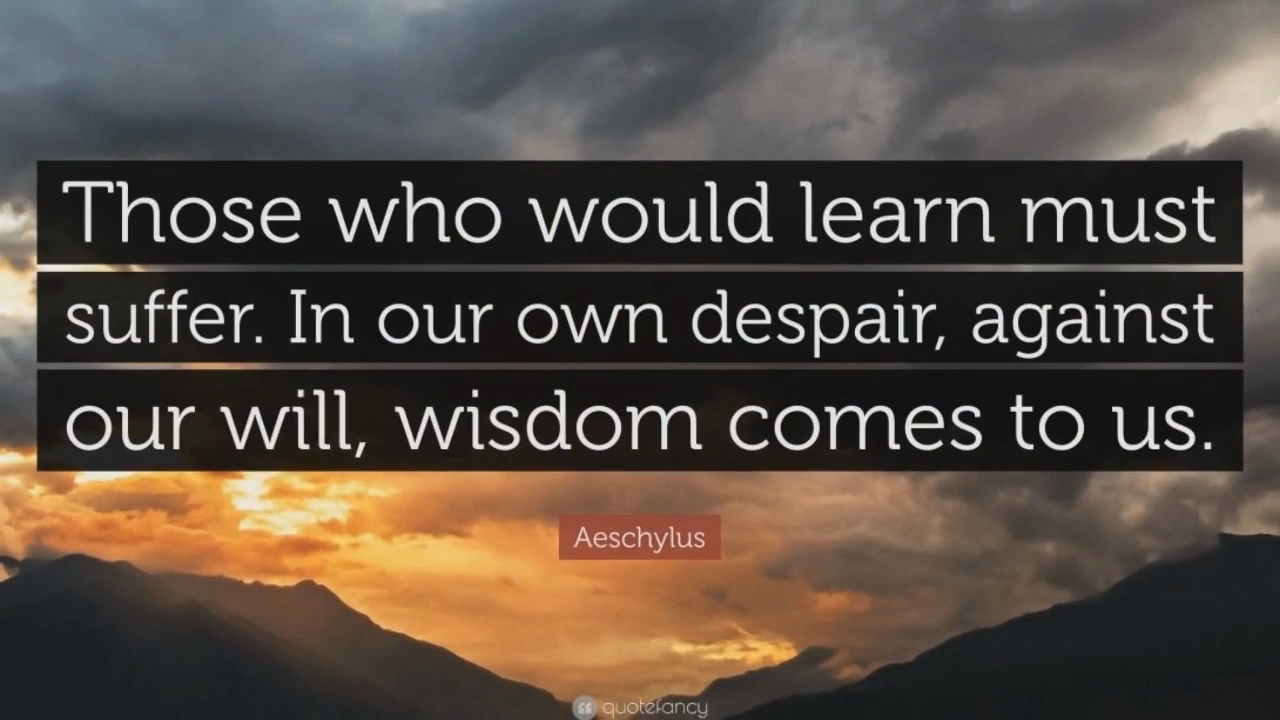 Those who would learn must
suffer. In our own despair, against
our will, wisdom comes to us.
Aeschylus
quotefancy